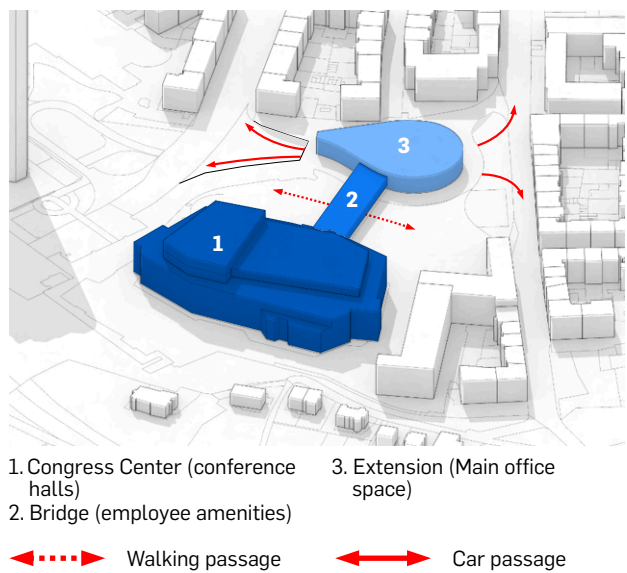 1
2
3
1. Congress Center (conference
halls)
2. Bridge (employee amenities)
3. Extension (Main office
space)
Walking passage
Car passage